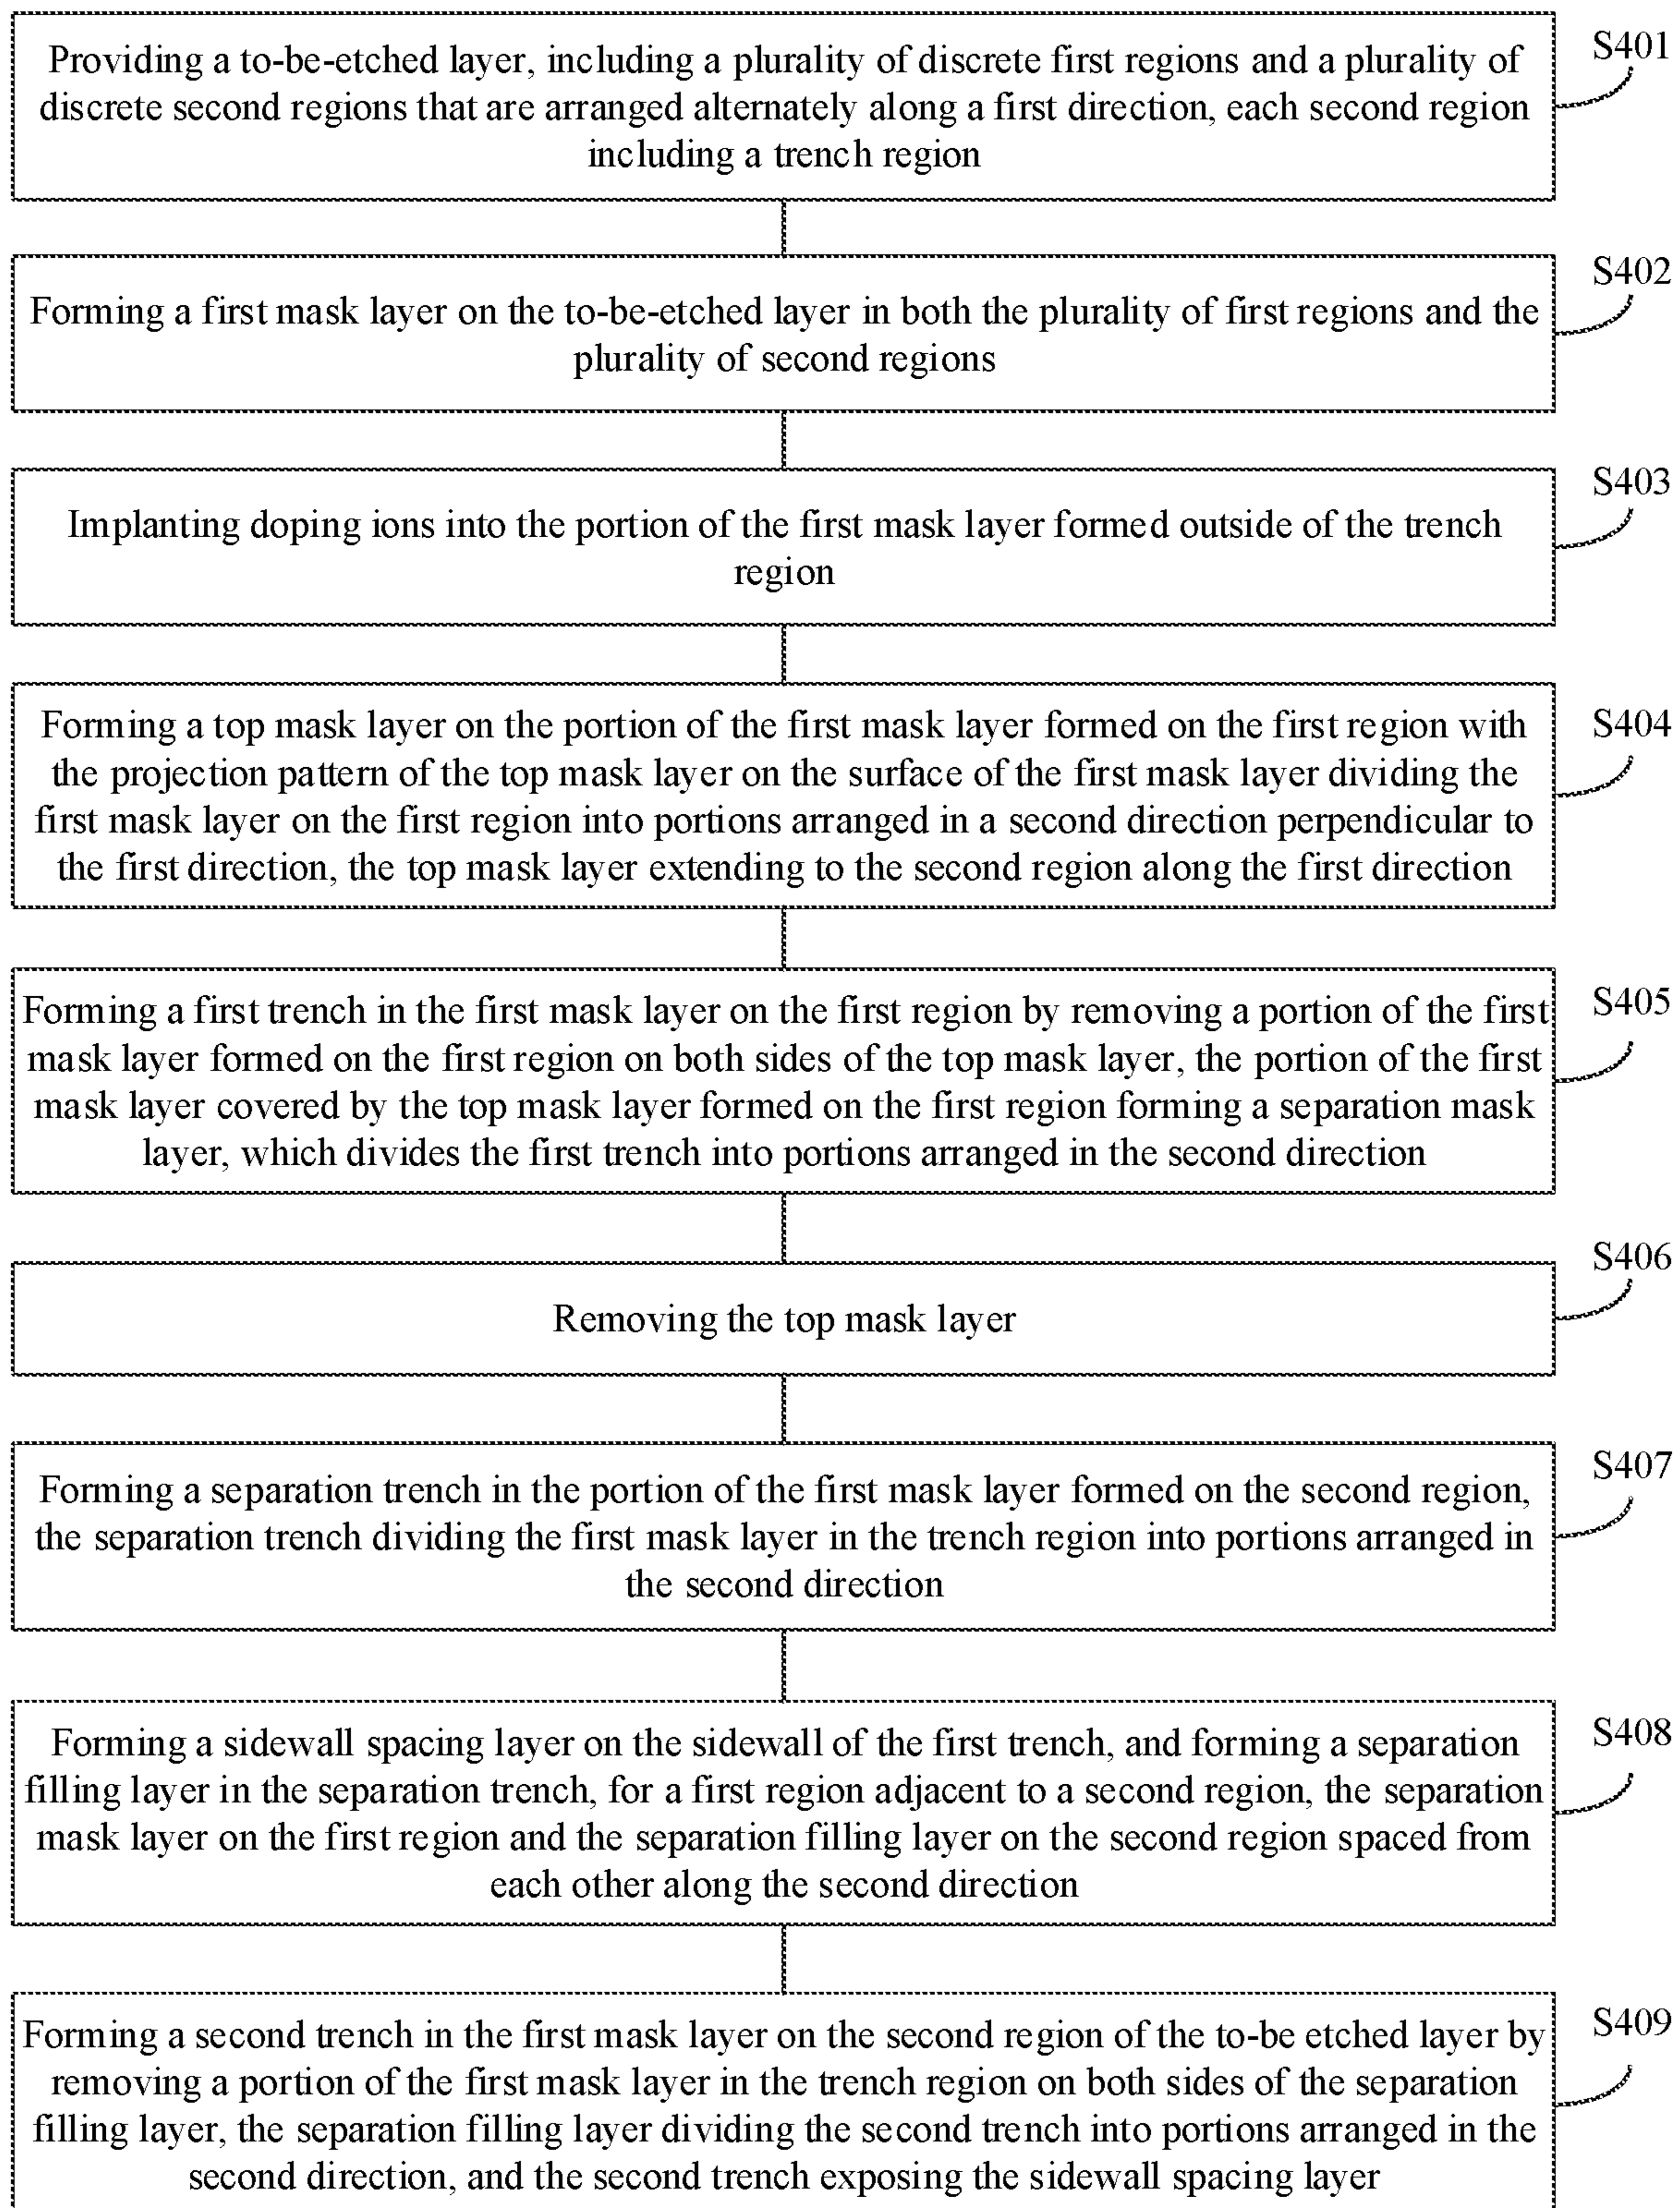 Providing a to-be-etched layer, including a plurality of discrete first regions and a plurality of
discrete second regions that are arranged alternately along a first direction, each second region
including a trench region
S401
Forming a first mask layer on the to-be-etched layer in both the plurality of first regions and the
plurality of second regions
S402
Implanting doping ions into the portion of the first mask layer formed outside of the trench
region
S403
Forming a top mask layer on the portion of the first mask layer formed on the first region with
the projection pattern of the top mask layer on the surface of the first mask layer dividing the
first mask layer on the first region into portions arranged in a second direction perpendicular to
the first direction, the top mask layer extending to the second region along the first direction
S404
Forming a first trench in the first mask layer on the first region by removing a portion of the first
mask layer formed on the first region on both sides of the top mask layer, the portion of the first
mask layer covered by the top mask layer formed on the first region forming a separation mask
layer, which divides the first trench into portions arranged in the second direction
S405
Removing the top mask layer
S406
Forming a separation trench in the portion of the first mask layer formed on the second region,
the separation trench dividing the first mask layer in the trench region into portions arranged in
the second direction
S407
Forming a sidewall spacing layer on the sidewall of the first trench, and forming a separation
filling layer in the separation trench, for a first region adjacent to a second region, the separation
mask layer on the first region and the separation filling layer on the second region spaced from
each other along the second direction
S408
Forming a second trench in the first mask layer on the second region of the to-be etched layer by
removing a portion of the first mask layer in the trench region on both sides of the separation
filling layer, the separation filling layer dividing the second trench into portions arranged in the
second direction, and the second trench exposing the sidewall spacing layer
S409